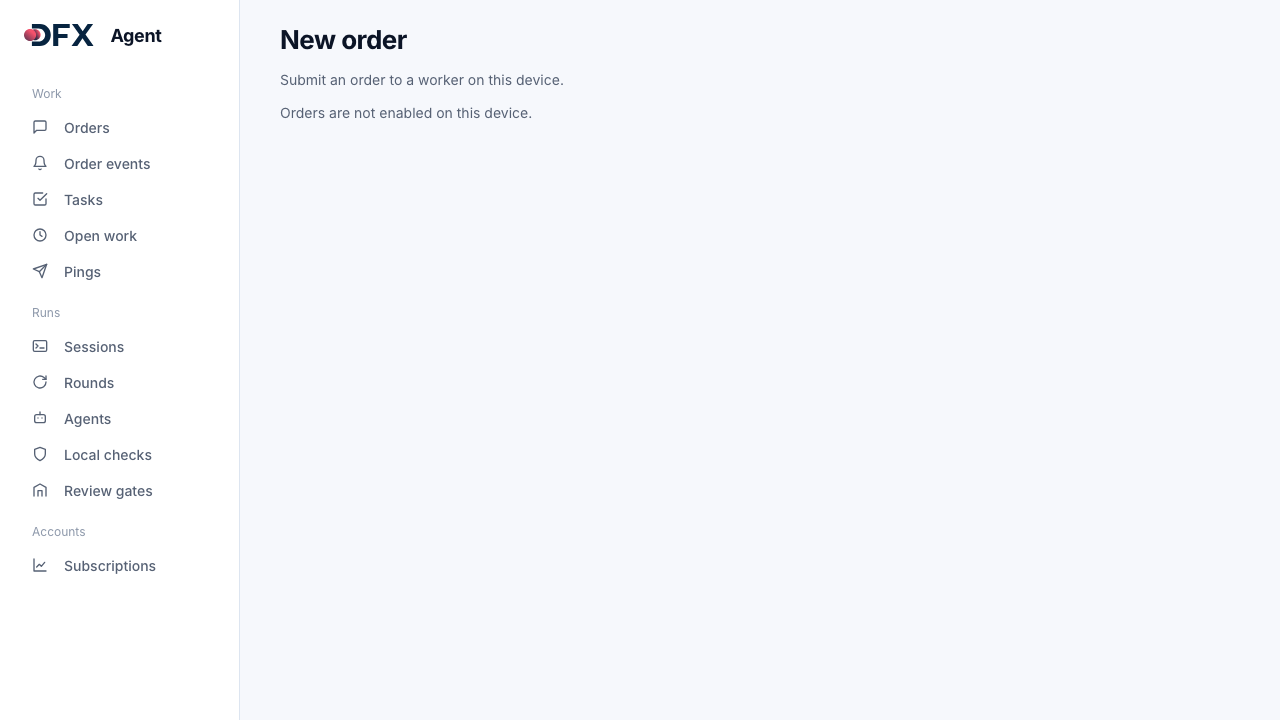 DFX Agent
New order
Submit an order to a worker on this device.
Orders are not enabled on this device.
Work
Orders
Order events
Tasks
Open work
Pings
Runs
Sessions
Rounds
Agents
Local checks
Review gates
Accounts
Subscriptions